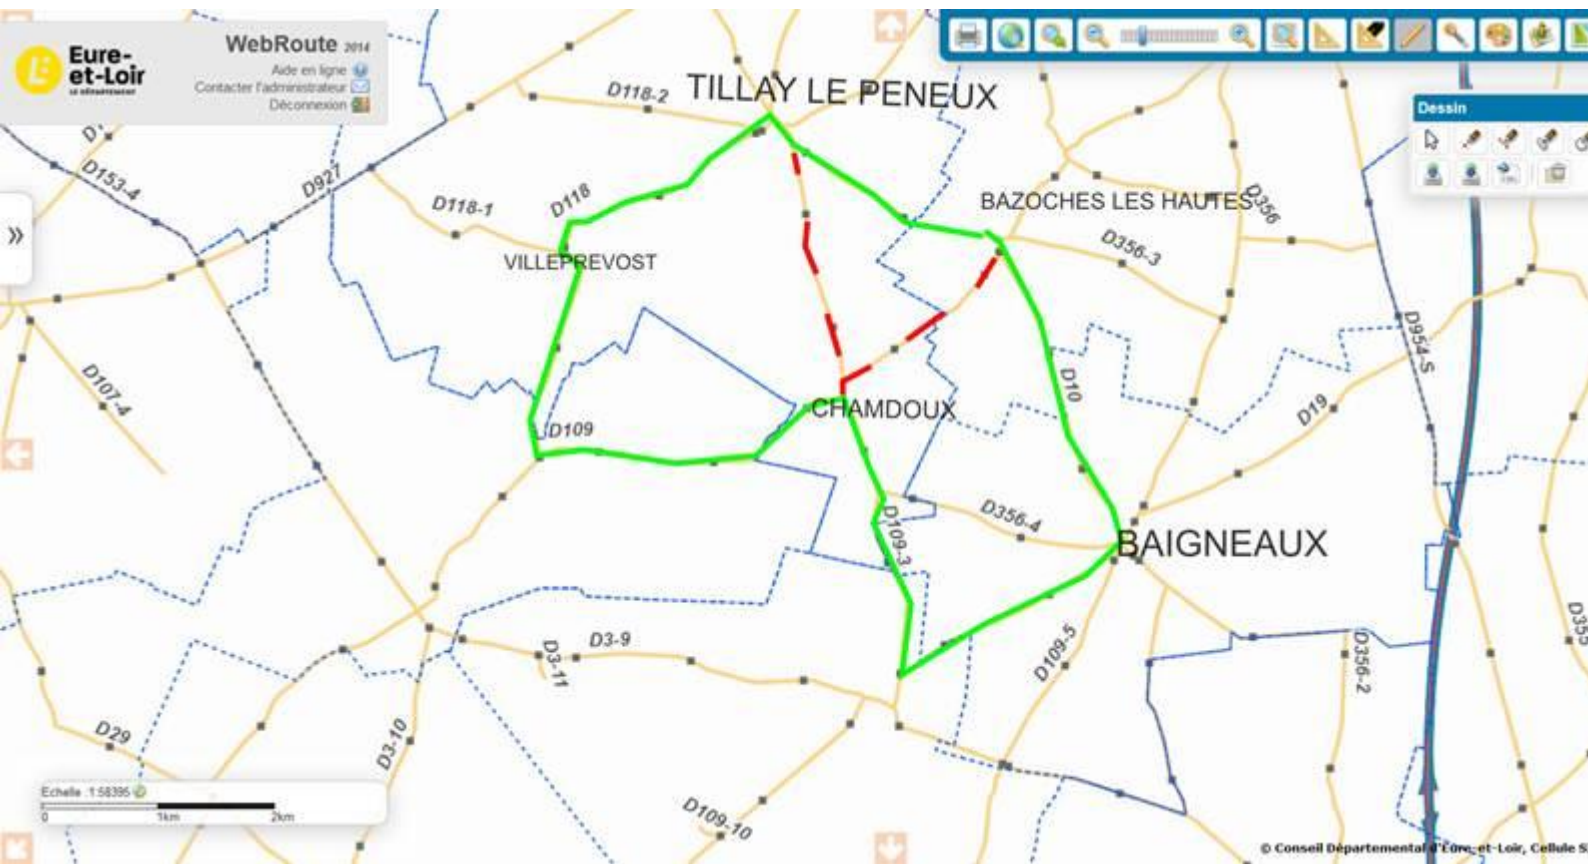 Eure-
et-Loir
LE DÉPARTEMENT
WebRoute 2014
Aide en ligne
Contacter l'administrateur
Déconnexion
Dessin
D118-2
TILLAY LE PENEUX
D153-4
D927
D118-1
D118
VILLEPREVOST
BAZOCHES LES HAUTES
D356
D356-3
D954-S
D107-4
D10
D19
CHAMDOUX
D109
D356-4
D109-3
BAIGNEAUX
D3-9
D3-11
D109-5
D356-2
D355
D29
D3-10
D109-10
Echelle :1:58395
0 1km 2km
© Conseil Départemental d'Eure-et-Loir, Cellule S